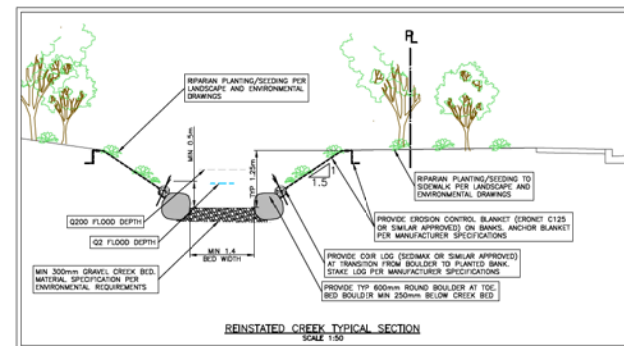 PL
RIPARIAN PLANTING/SEEDING PER
LANDSCAPE AND ENVIRONMENTAL
DRAWINGS
MIN 0.5m
TYP 1.25m
1
1.5
RIPARIAN PLANTING/SEEDING TO
SIDEWALK PER LANDSCAPE AND
ENVIRONMENTAL DRAWINGS
Q200 FLOOD DEPTH
Q2 FLOOD DEPTH
MIN 1.4
BED WIDTH
PROVIDE EROSION CONTROL BLANKET (ERONET C125
OR SIMILAR APPROVED) ON BANKS. ANCHOR BLANKET
PER MANUFACTURER SPECIFICATIONS
PROVIDE COIR LOG (SEDIMAX OR SIMILAR APPROVED)
AT TRANSITION FROM BOULDER TO PLANTED BANK.
STAKE LOG PER MANUFACTURER SPECIFICATIONS
MIN 300mm GRAVEL CREEK BED.
MATERIAL SPECIFICATION PER
ENVIRONMENTAL REQUIREMENTS
PROVIDE TYP 600mm ROUND BOULDER AT TOE.
BED BOULDER MIN 250mm BELOW CREEK BED
REINSTATED CREEK TYPICAL SECTION
SCALE 1:50